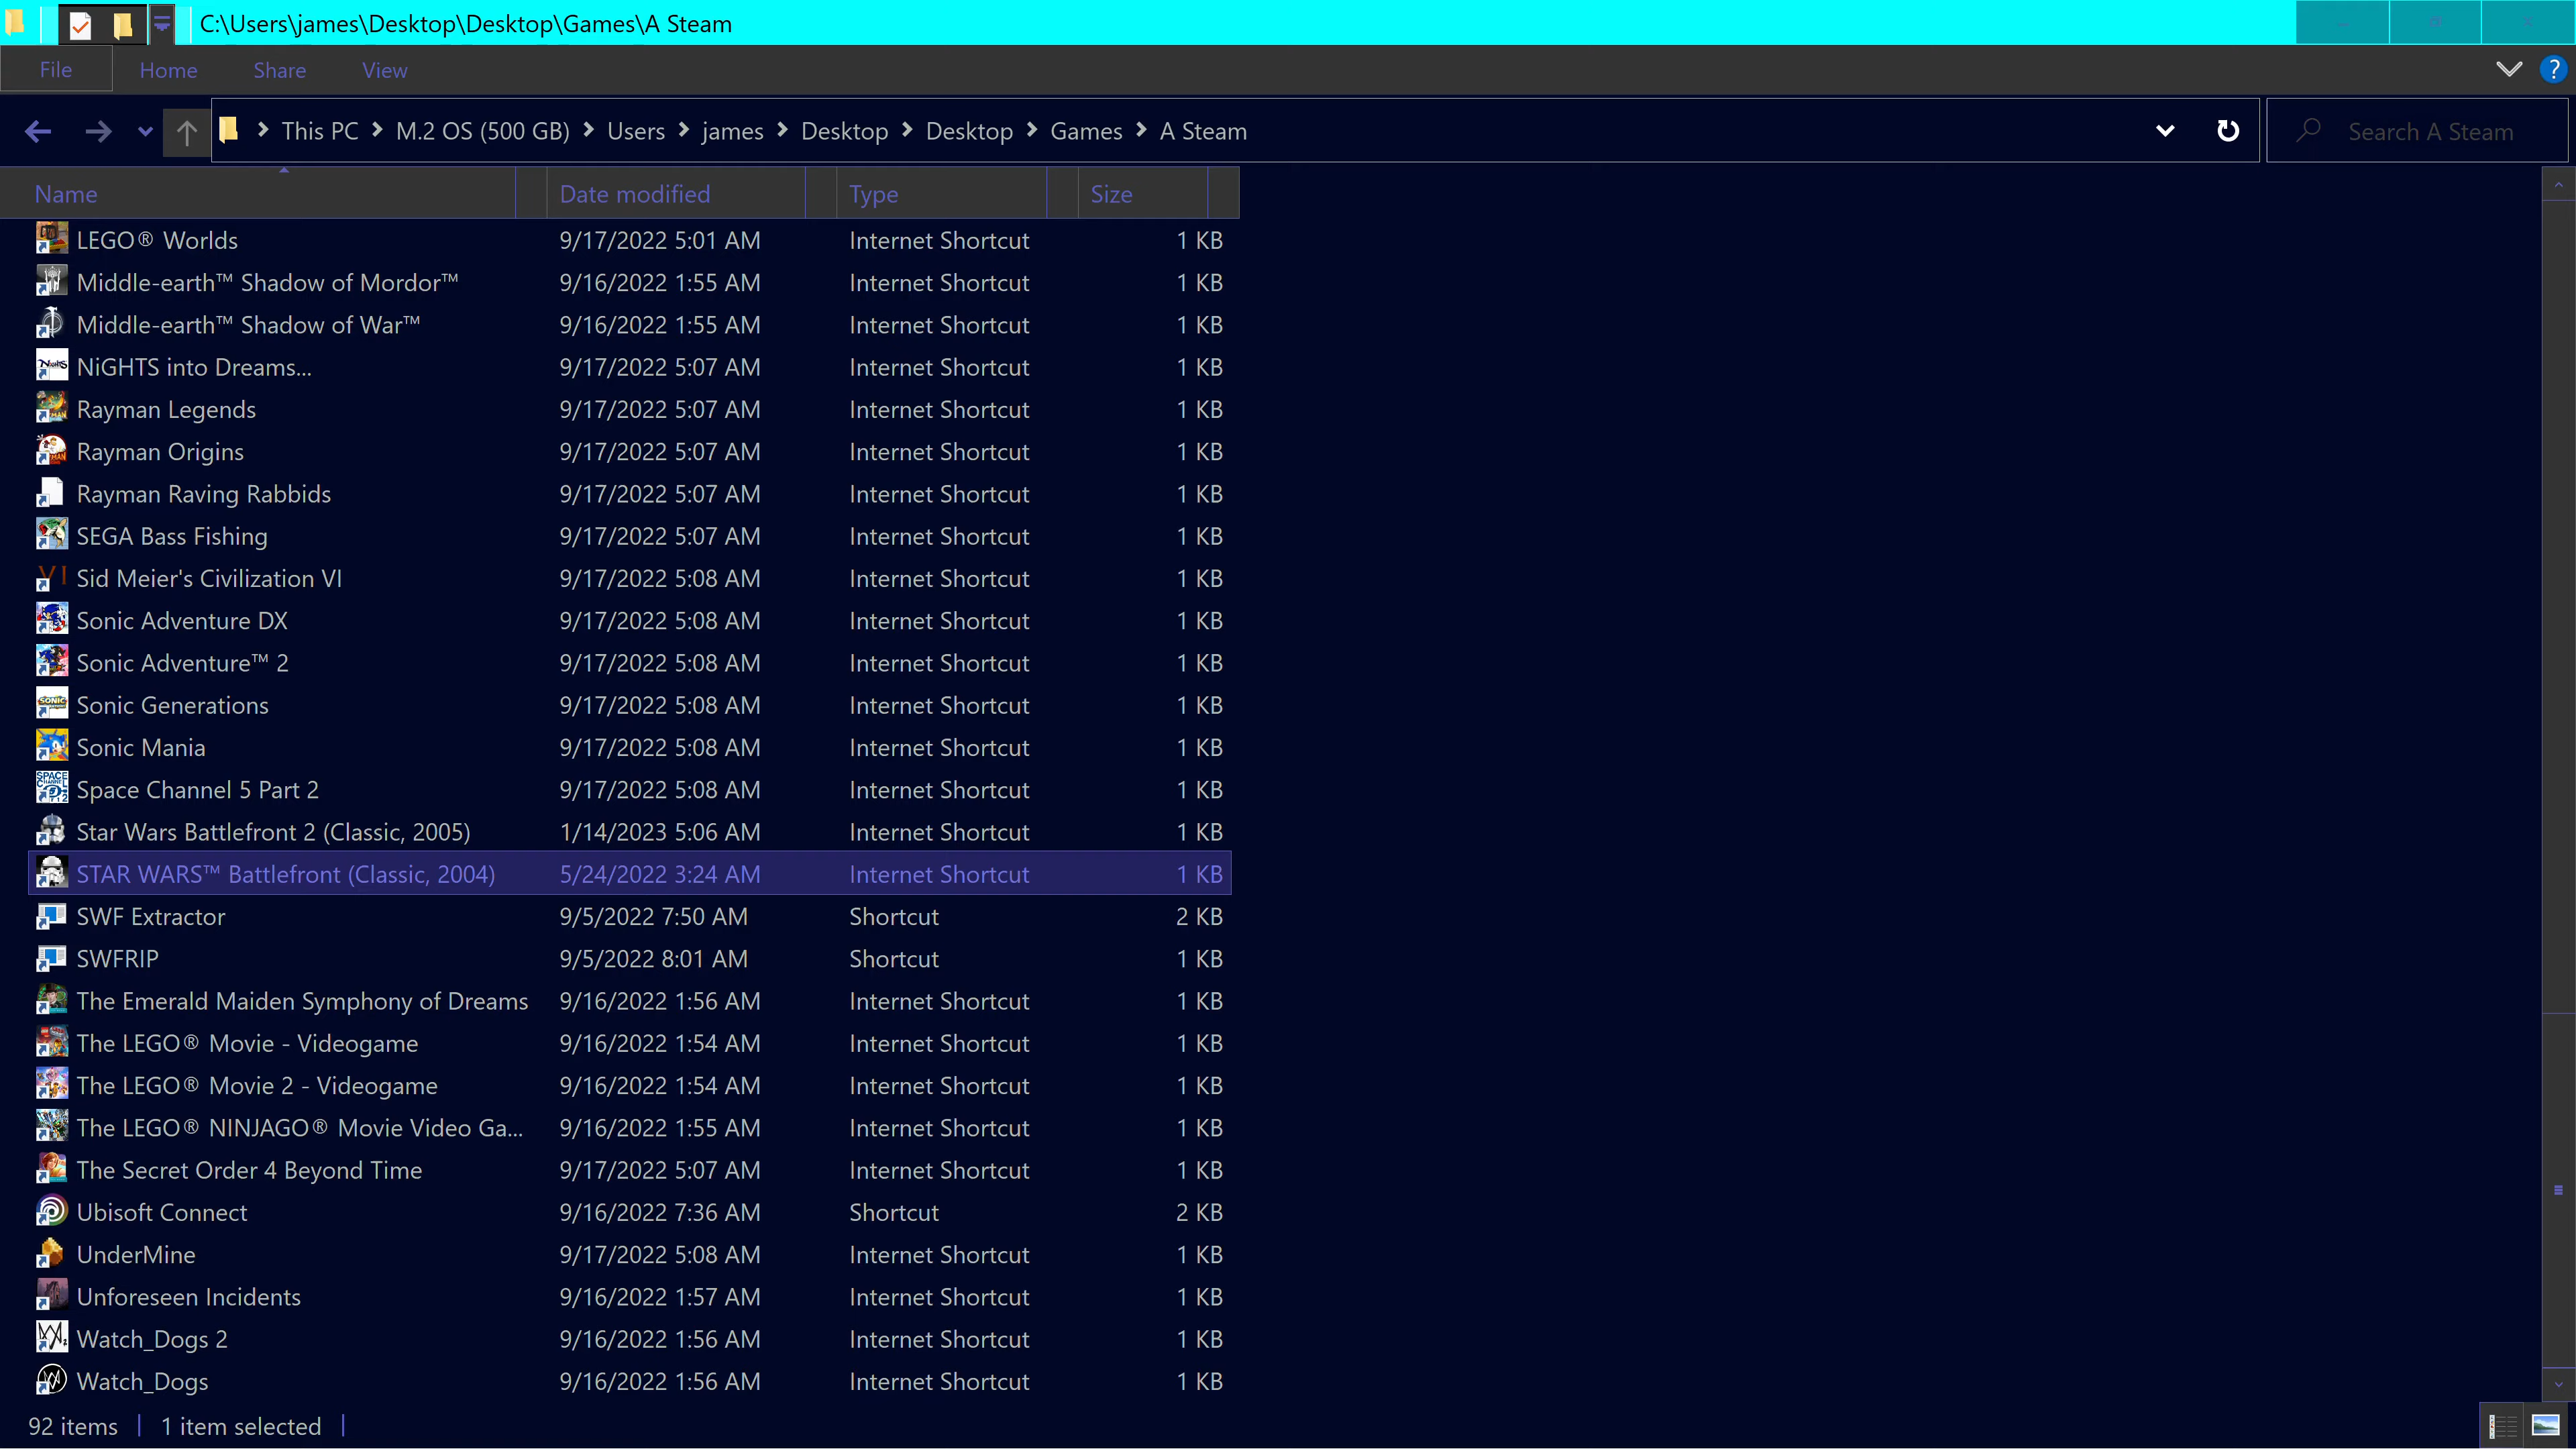 C:\Users\james\Desktop\Desktop\Games\A Steam
File Home Share View
This PC M.2 OS (500 GB) Users james Desktop Desktop Games A Steam Search A Steam
Name Date modified Type Size
LEGO® Worlds 9/17/2022 5:01 AM Internet Shortcut 1 KB
Middle-earth™ Shadow of Mordor™ 9/16/2022 1:55 AM Internet Shortcut 1 KB
Middle-earth™ Shadow of War™ 9/16/2022 1:55 AM Internet Shortcut 1 KB
NiGHTS into Dreams... 9/17/2022 5:07 AM Internet Shortcut 1 KB
Rayman Legends 9/17/2022 5:07 AM Internet Shortcut 1 KB
Rayman Origins 9/17/2022 5:07 AM Internet Shortcut 1 KB
Rayman Raving Rabbids 9/17/2022 5:07 AM Internet Shortcut 1 KB
SEGA Bass Fishing 9/17/2022 5:07 AM Internet Shortcut 1 KB
Sid Meier's Civilization VI 9/17/2022 5:08 AM Internet Shortcut 1 KB
Sonic Adventure DX 9/17/2022 5:08 AM Internet Shortcut 1 KB
Sonic Adventure™ 2 9/17/2022 5:08 AM Internet Shortcut 1 KB
Sonic Generations 9/17/2022 5:08 AM Internet Shortcut 1 KB
Sonic Mania 9/17/2022 5:08 AM Internet Shortcut 1 KB
Space Channel 5 Part 2 9/17/2022 5:08 AM Internet Shortcut 1 KB
Star Wars Battlefront 2 (Classic, 2005) 1/14/2023 5:06 AM Internet Shortcut 1 KB
STAR WARS™ Battlefront (Classic, 2004) 5/24/2022 3:24 AM Internet Shortcut 1 KB
SWF Extractor 9/5/2022 7:50 AM Shortcut 2 KB
SWFRIP 9/5/2022 8:01 AM Shortcut 1 KB
The Emerald Maiden Symphony of Dreams 9/16/2022 1:56 AM Internet Shortcut 1 KB
The LEGO® Movie - Videogame 9/16/2022 1:54 AM Internet Shortcut 1 KB
The LEGO® Movie 2 - Videogame 9/16/2022 1:54 AM Internet Shortcut 1 KB
The LEGO® NINJAGO® Movie Video Ga... 9/16/2022 1:55 AM Internet Shortcut 1 KB
The Secret Order 4 Beyond Time 9/17/2022 5:07 AM Internet Shortcut 1 KB
Ubisoft Connect 9/16/2022 7:36 AM Shortcut 2 KB
UnderMine 9/17/2022 5:08 AM Internet Shortcut 1 KB
Unforeseen Incidents 9/16/2022 1:57 AM Internet Shortcut 1 KB
Watch_Dogs 2 9/16/2022 1:56 AM Internet Shortcut 1 KB
Watch_Dogs 9/16/2022 1:56 AM Internet Shortcut 1 KB
92 items 1 item selected